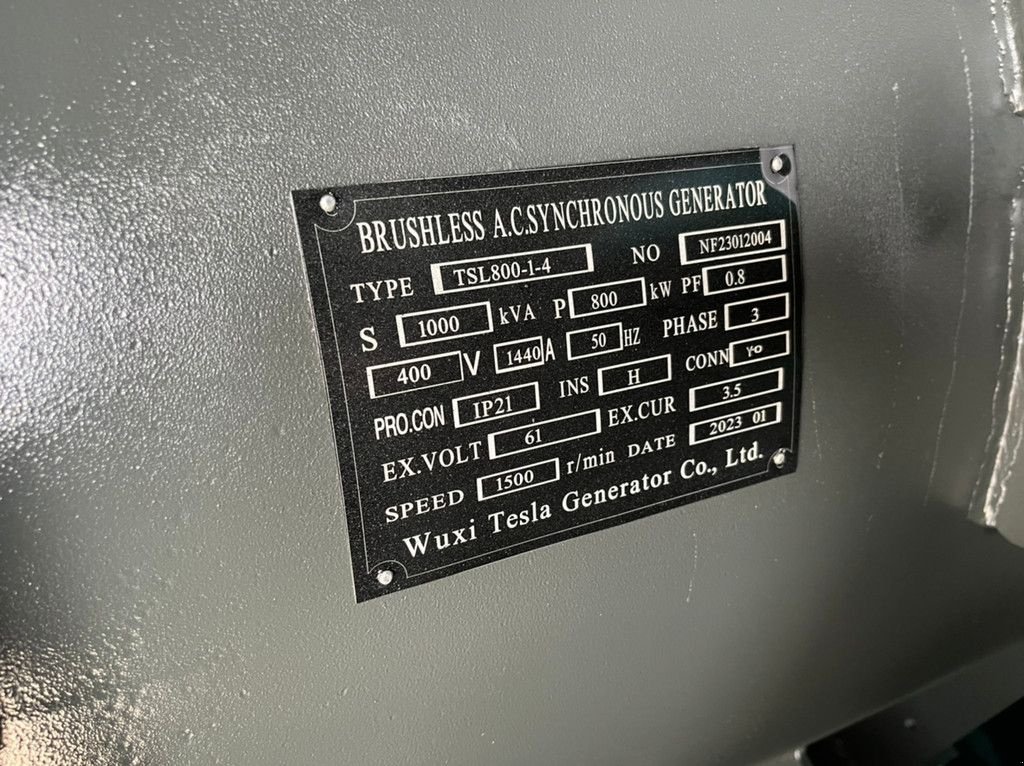 BRUSHLESS A.C.SYNCHRONOUS GENERATOR
TYPE TSL800-1-4 NO NF23012004
S 1000 kVA P 800 kW PF 0.8
400 V 1440 A 50 HZ PHASE 3
PRO.CON IP21 INS H CONN YO
EX.VOLT 61 EX.CUR 3.5
SPEED 1500 r/min DATE 2023 01
Wuxi Tesla Generator Co., Ltd.